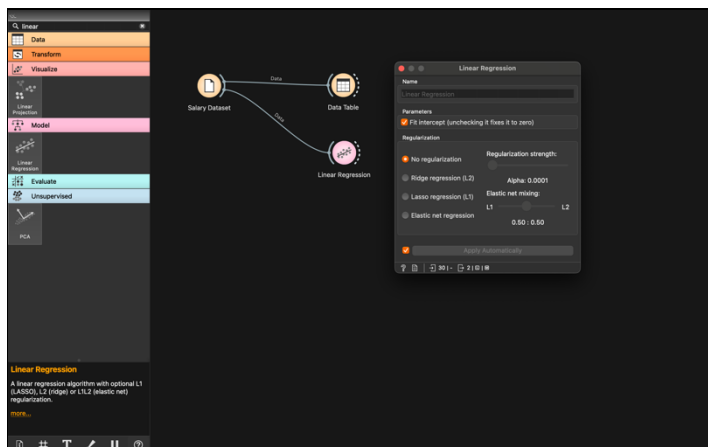 linear
Data
Transform
Visualize
Linear
Projection
Model
Linear
Regression
Evaluate
Unsupervised
PCA
Linear Regression
A linear regression algorithm with optional L1
(LASSO), L2 (ridge) or L1L2 (elastic net)
regularization.
more...
Salary Dataset
Data
Data
Data Table
Linear Regression
Linear Regression
Name
Linear Regression
Parameters
Fit intercept (unchecking it fixes it to zero)
Regularization
No regularization
Ridge regression (L2)
Lasso regression (L1)
Elastic net regression
Regularization strength:
Alpha: 0.0001
Elastic net mixing:
L1 L2
0.50 : 0.50
Apply Automatically
30 | - 2